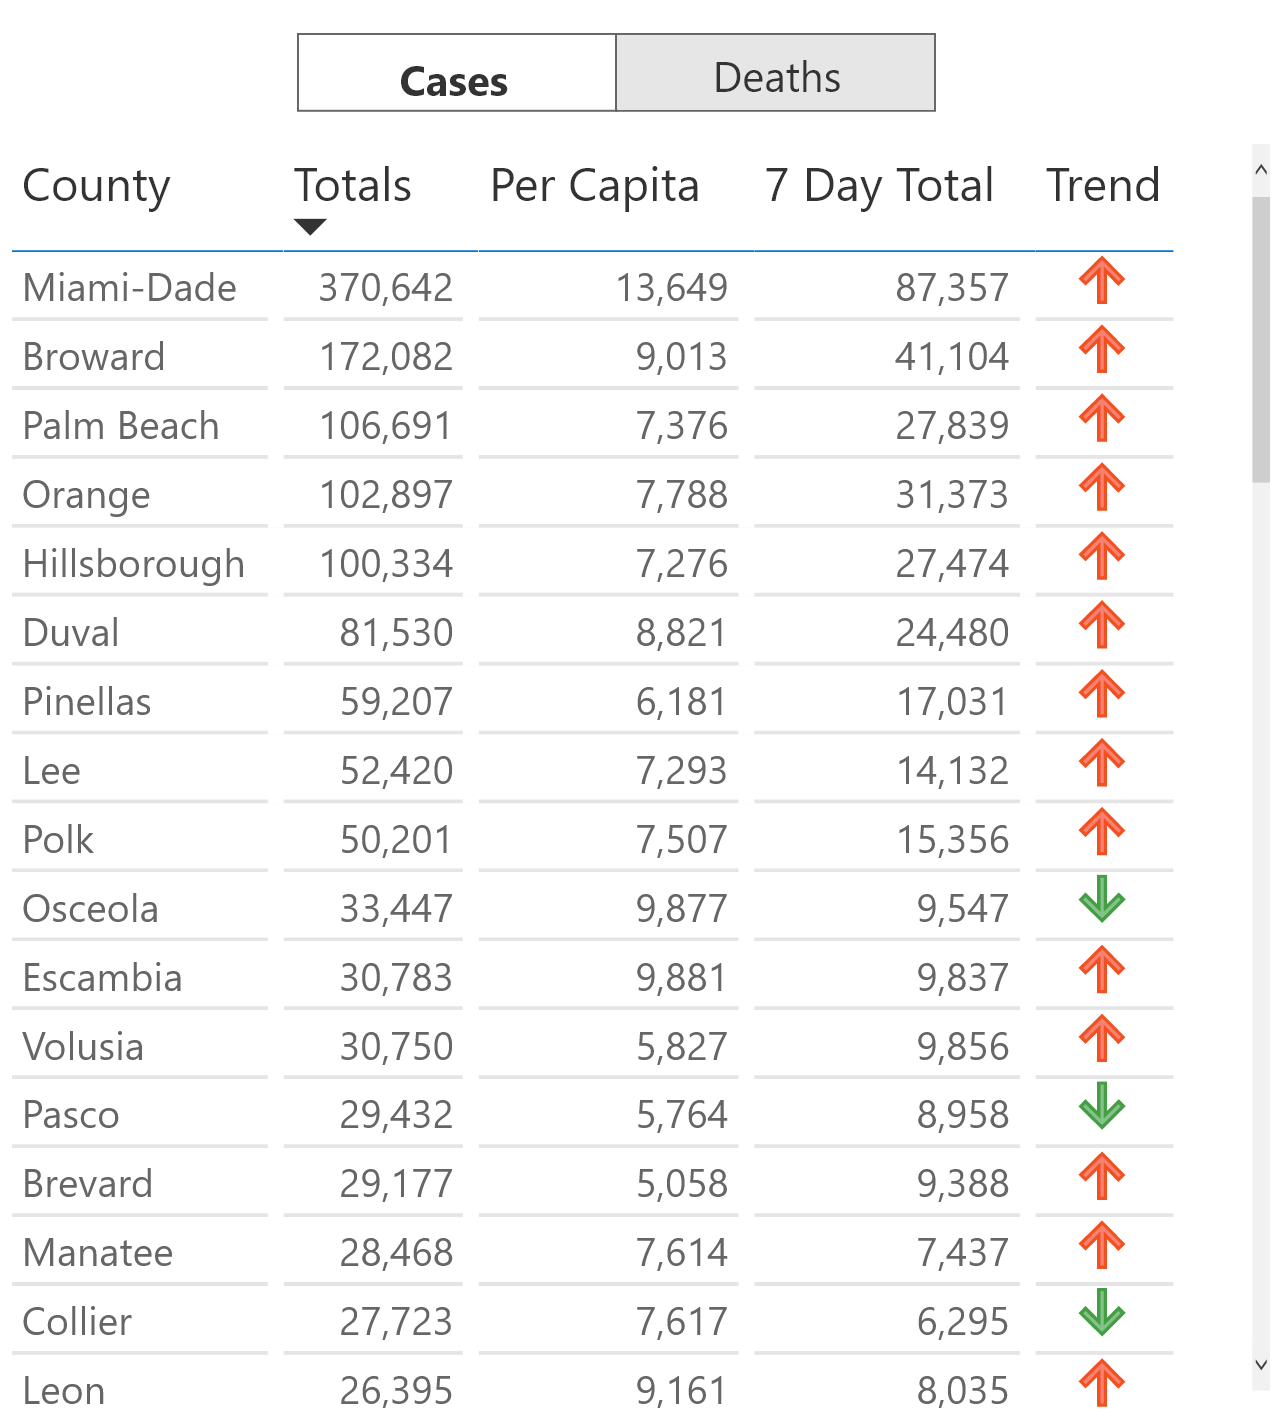 Cases Deaths
County Totals Per Capita 7 Day Total Trend
Miami-Dade 370,642 13,649 87,357
Broward 172,082 9,013 41,104
Palm Beach 106,691 7,376 27,839
Orange 102,897 7,788 31,373
Hillsborough 100,334 7,276 27,474
Duval 81,530 8,821 24,480
Pinellas 59,207 6,181 17,031
Lee 52,420 7,293 14,132
Polk 50,201 7,507 15,356
Osceola 33,447 9,877 9,547
Escambia 30,783 9,881 9,837
Volusia 30,750 5,827 9,856
Pasco 29,432 5,764 8,958
Brevard 29,177 5,058 9,388
Manatee 28,468 7,614 7,437
Collier 27,723 7,617 6,295
Leon 26,395 9,161 8,035